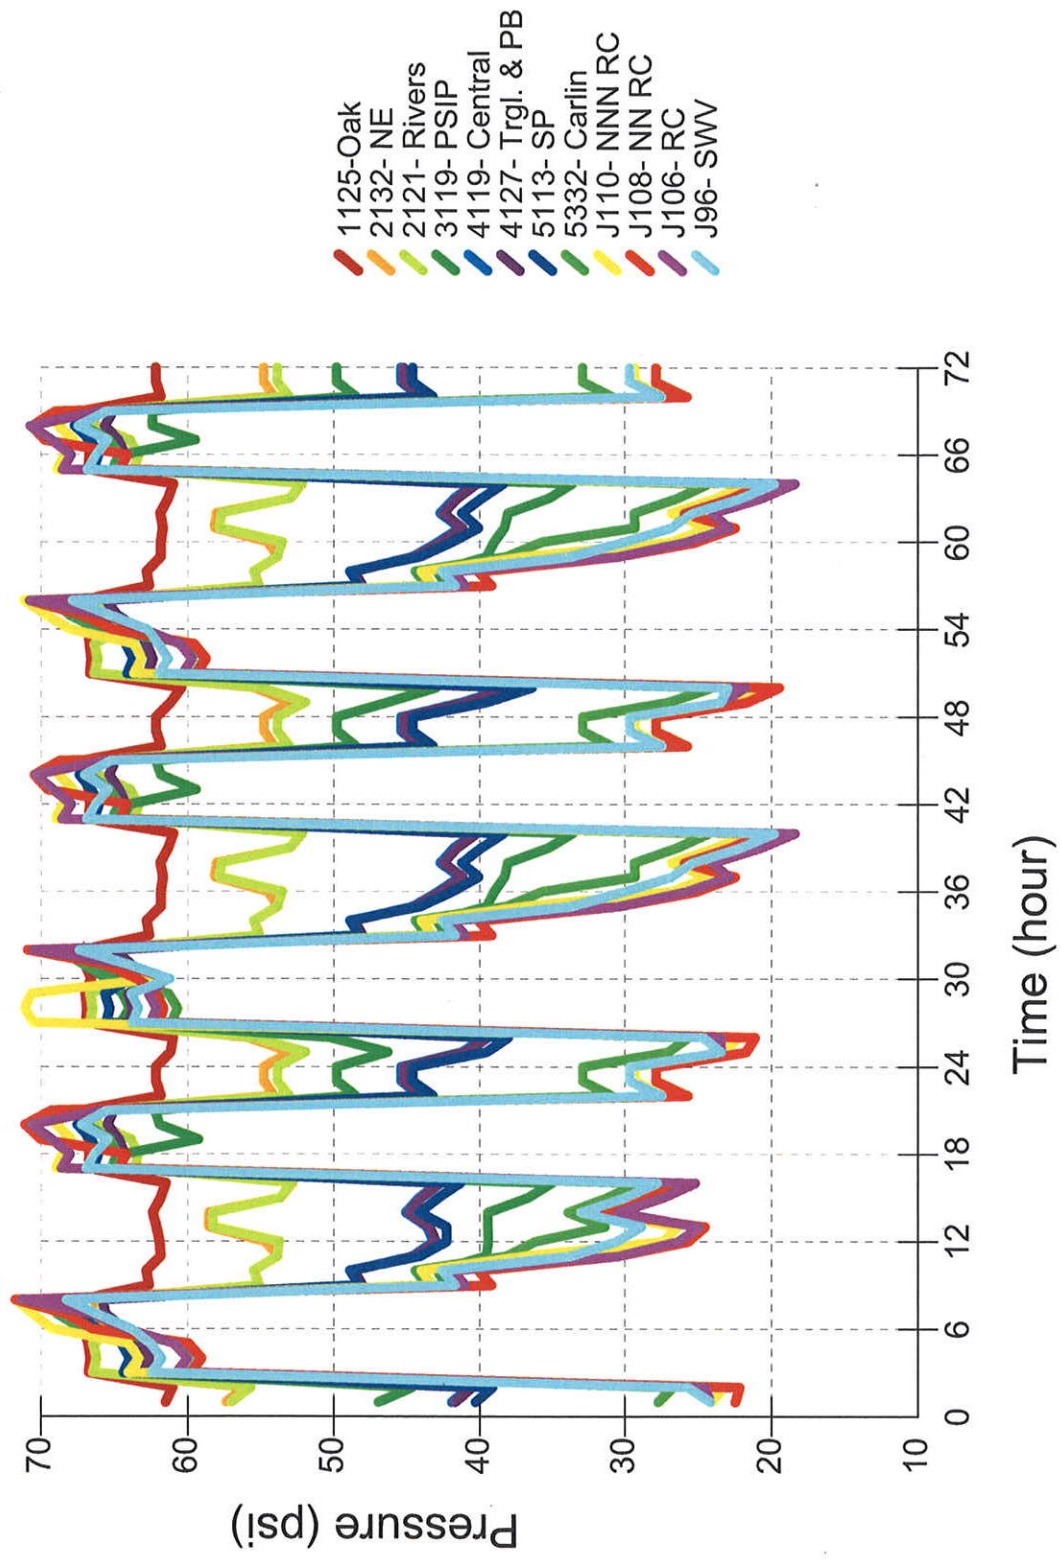 70
60
50
40
30
20
10
Pressure (psi)
0
6
12
18
24
30
36
42
48
54
60
66
72
Time (hour)
1125-Oak
2132- NE
2121- Rivers
3119- PSIP
4119- Central
4127- Trgl. & PB
5113- SP
5332- Carlin
J110- NNN RC
J108- NN RC
J106- RC
J96- SWV